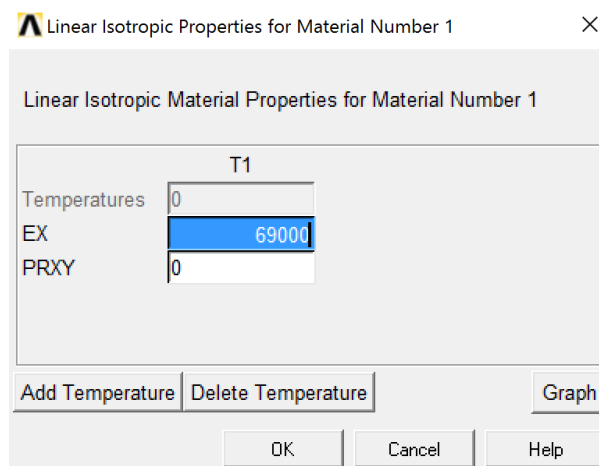 Linear Isotropic Properties for Material Number 1
Linear Isotropic Material Properties for Material Number 1
T1
Temperatures 0
EX 69000
PRXY 0
Add Temperature Delete Temperature Graph
OK Cancel Help